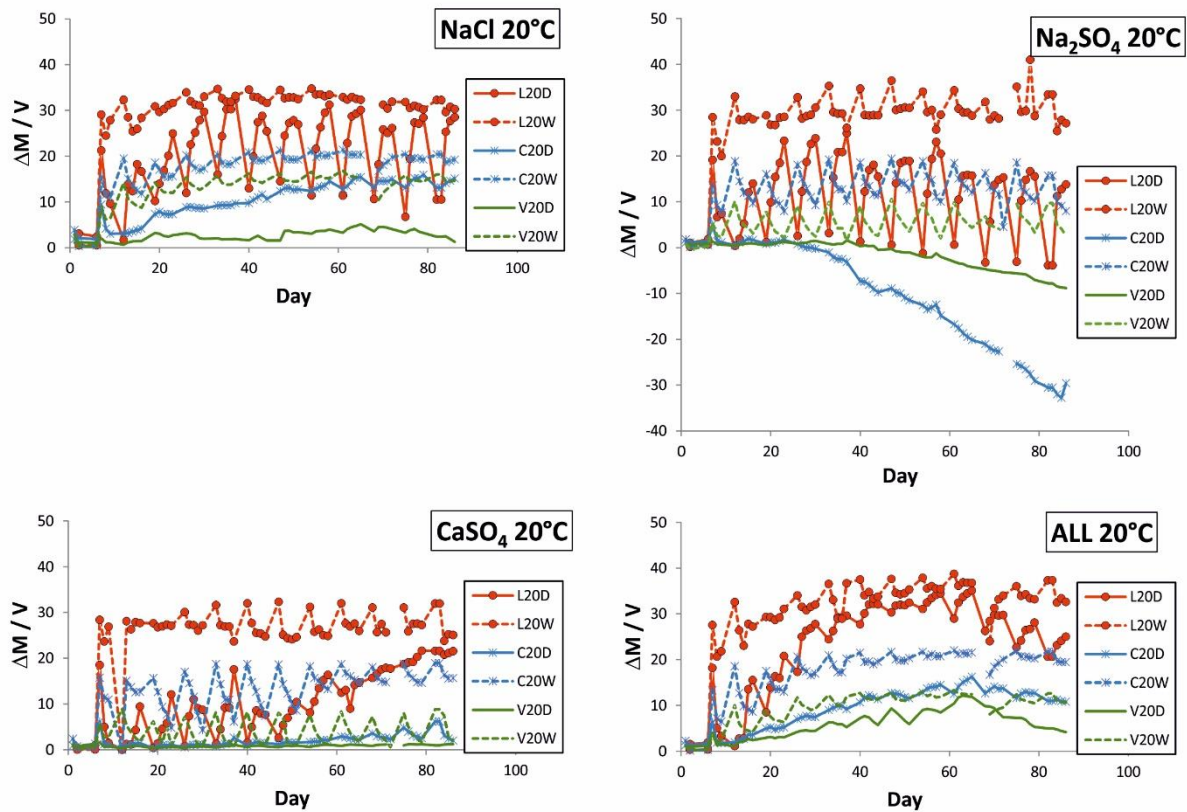 NaCl 20°C
50
40
30
20
10
0
ΔM / V
0 20 40 60 80 100
Day
L20D
L20W
C20D
C20W
V20D
V20W
Na₂SO₄ 20°C
50
40
30
20
10
0
-10
-20
-30
-40
ΔM / V
0 20 40 60 80 100
Day
L20D
L20W
C20D
C20W
V20D
V20W
CaSO₄ 20°C
50
40
30
20
10
0
ΔM / V
0 20 40 60 80 100
Day
L20D
L20W
C20D
C20W
V20D
V20W
ALL 20°C
50
40
30
20
10
0
ΔM / V
0 20 40 60 80 100
Day
L20D
L20W
C20D
C20W
V20D
V20W